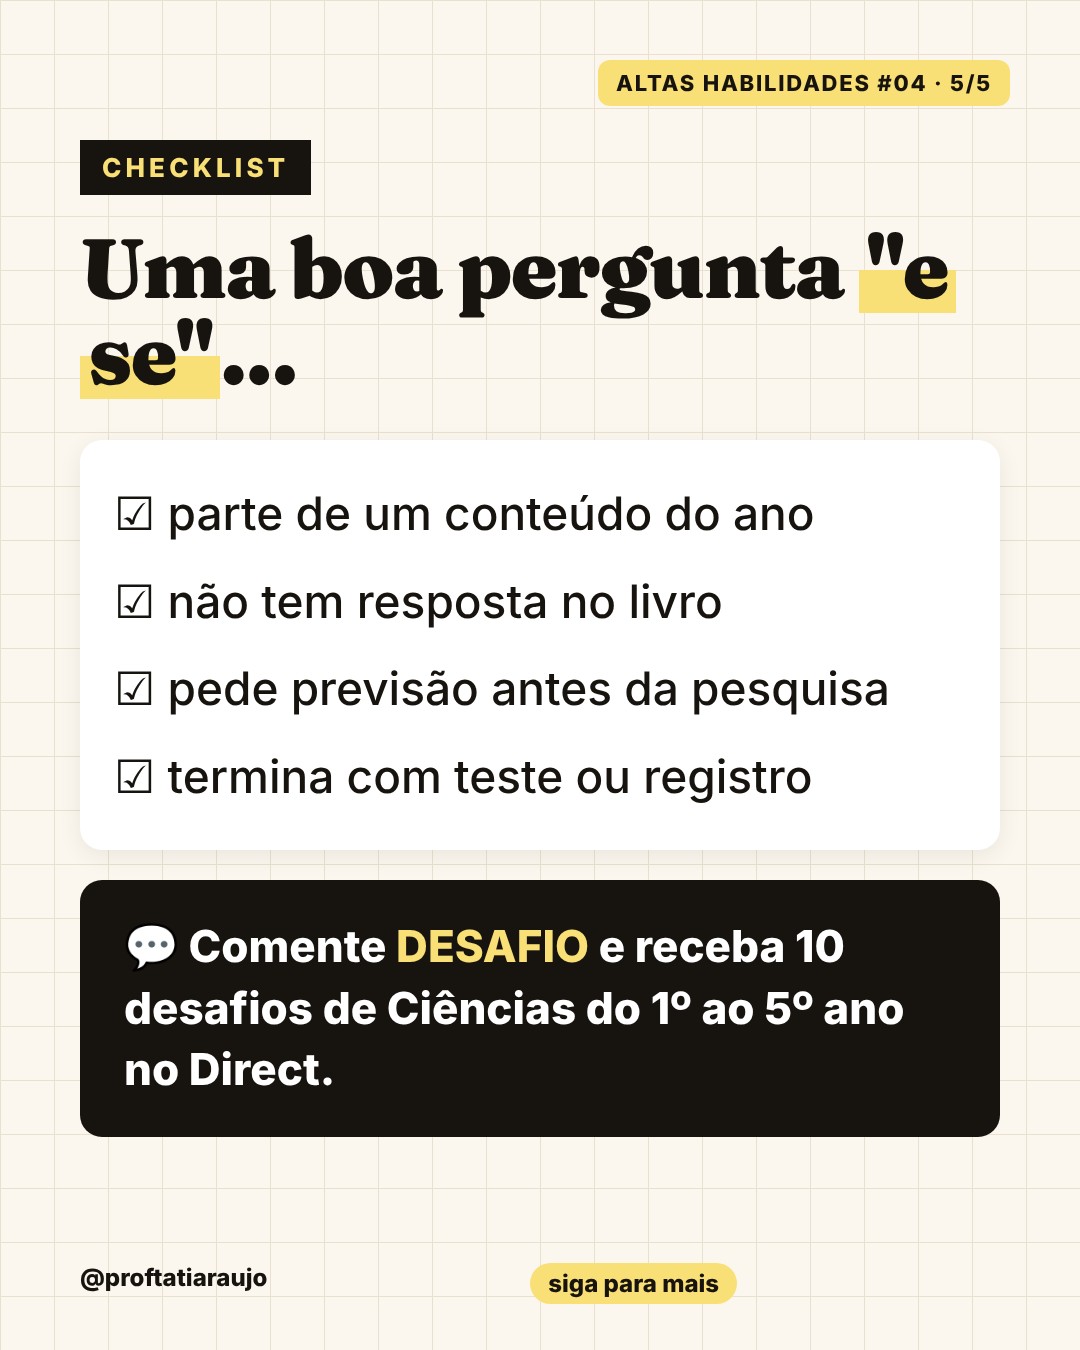 ALTAS HABILIDADES #04 · 5/5
CHECKLIST
Uma boa pergunta "e
se"...
☑ parte de um conteúdo do ano
☑ não tem resposta no livro
☑ pede previsão antes da pesquisa
☑ termina com teste ou registro
💬 Comente DESAFIO e receba 10
desafios de Ciências do 1º ao 5º ano
no Direct.
@proftatiaraujo
siga para mais